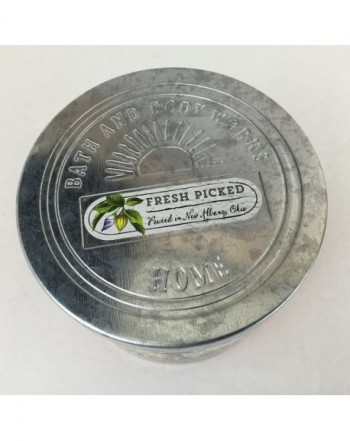 BATH AND BODY WORKS
FRESH PICKED
Poured in New Albany, Ohio
HOME